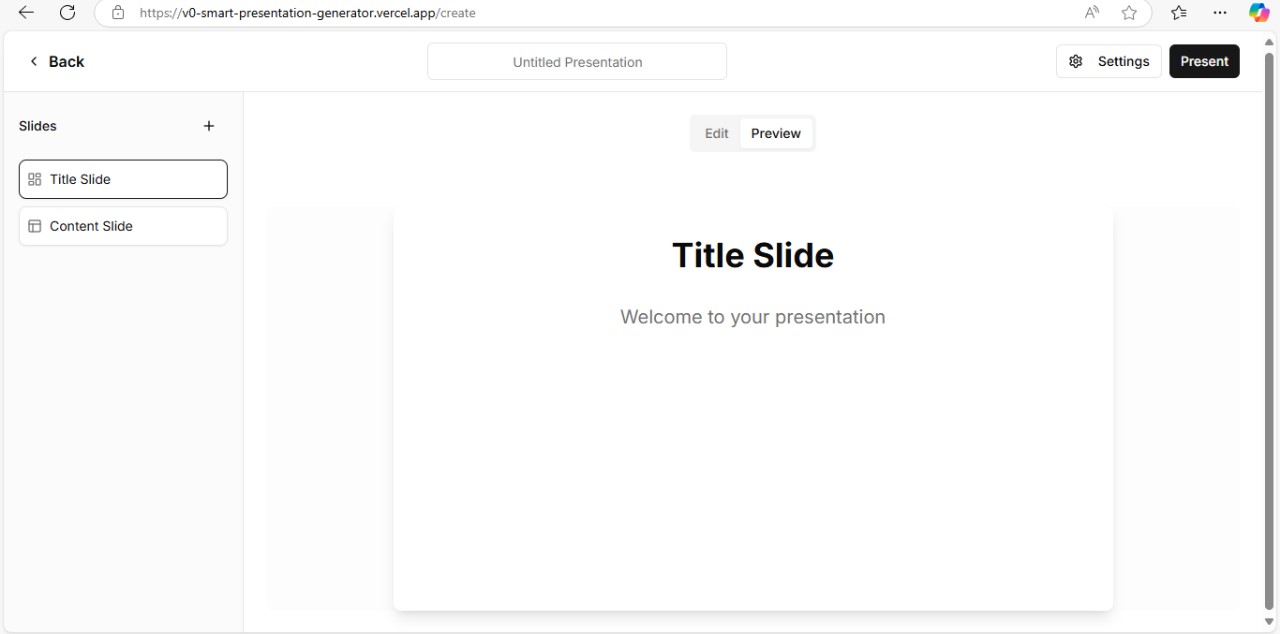 https://v0-smart-presentation-generator.vercel.app/create
Back
Untitled Presentation
Settings
Present
Slides
Edit
Preview
Title Slide
Content Slide
Title Slide
Welcome to your presentation